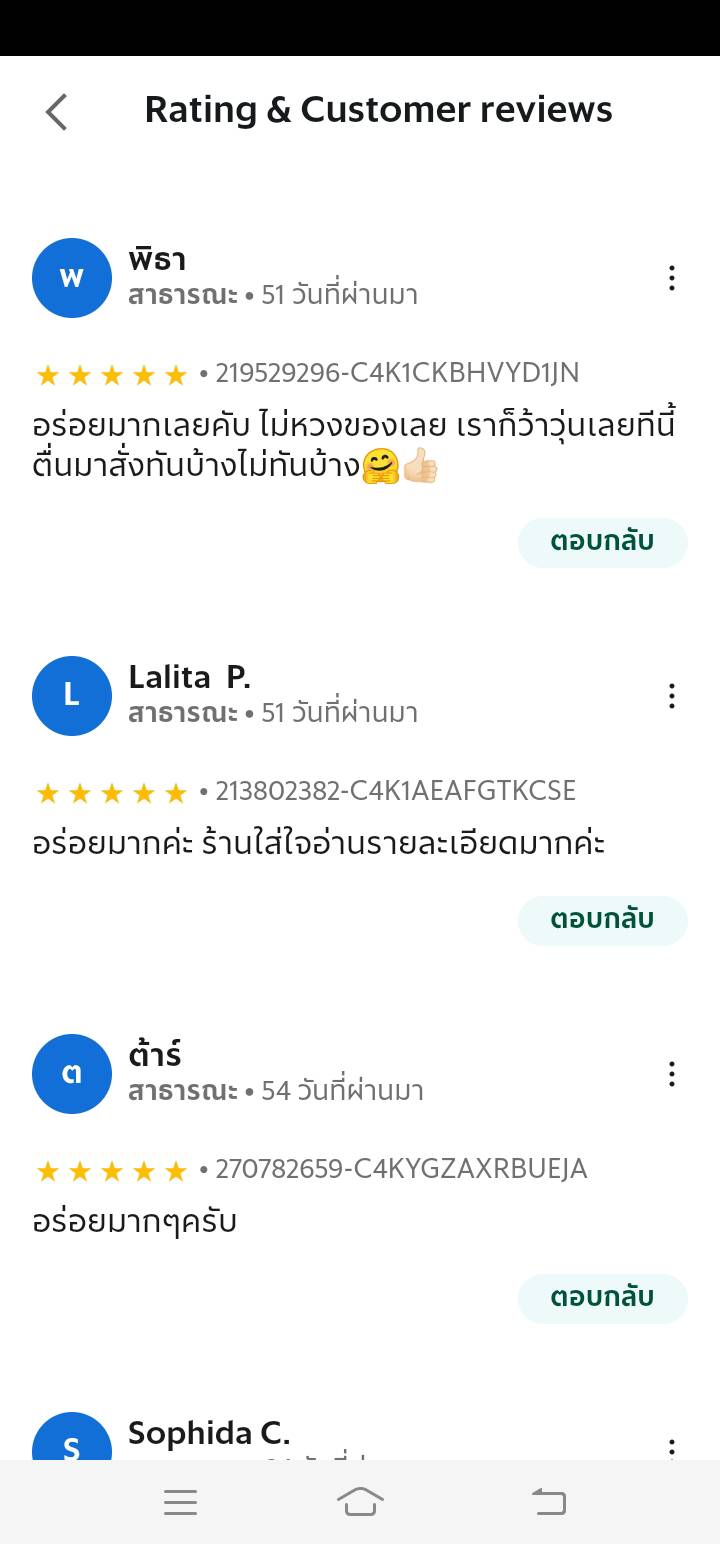 Rating & Customer reviews
พ
พิธา
สาธารณะ • 51 วันที่ผ่านมา
• 219529296-C4K1CKBHVYD1JN
อร่อยมากเลยคับ ไม่หวงของเลย เราก็ว้าวุ่นเลยทีนี้
ตื่นมาสั่งทันบ้างไม่ทันบ้าง🤗👍🏻
ตอบกลับ
L
Lalita P.
สาธารณะ • 51 วันที่ผ่านมา
• 213802382-C4K1AEAFGTKCSE
อร่อยมากค่ะ ร้านใส่ใจอ่านรายละเอียดมากค่ะ
ตอบกลับ
ต
ต้าร์
สาธารณะ • 54 วันที่ผ่านมา
• 270782659-C4KYGZAXRBUEJA
อร่อยมากๆครับ
ตอบกลับ
S
Sophida C.